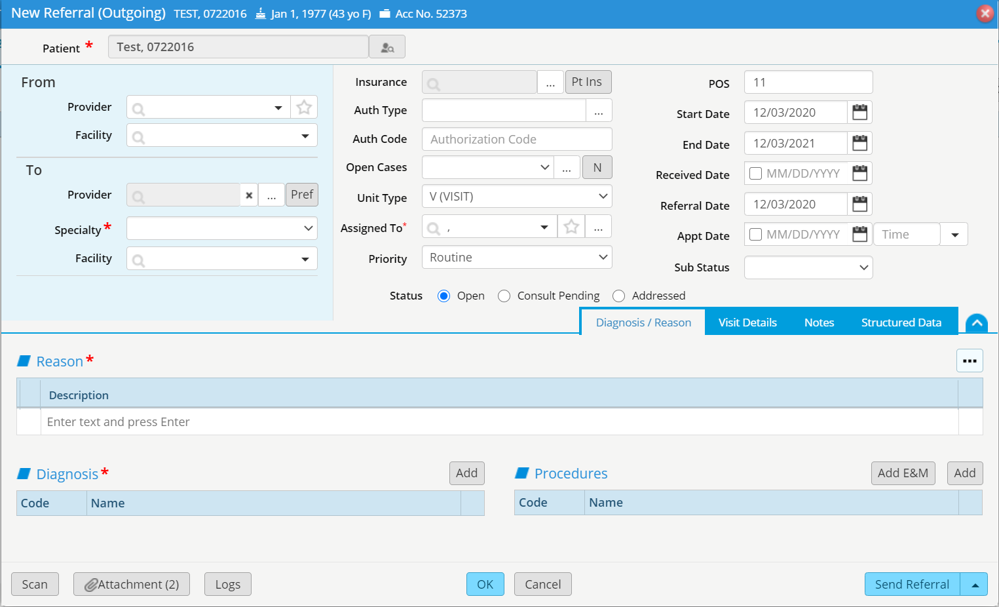 New Referral (Outgoing) TEST, 0722016 Jan 1, 1977 (43 yo F) Acc No. 52373
Patient * Test, 0722016
From
Provider
Facility
To
Provider ... Pref
Specialty *
Facility
Insurance ... Pt Ins
Auth Type ...
Auth Code Authorization Code
Open Cases ... N
Unit Type V (VISIT)
Assigned To * , ...
Priority Routine
POS 11
Start Date 12/03/2020
End Date 12/03/2021
Received Date MM/DD/YYYY
Referral Date 12/03/2020
Appt Date MM/DD/YYYY Time
Sub Status
Status Open Consult Pending Addressed
Diagnosis / Reason Visit Details Notes Structured Data
Reason * ...
Description
Enter text and press Enter
Diagnosis * Add
Code Name
Procedures Add E&M Add
Code Name
Scan Attachment (2) Logs OK Cancel Send Referral